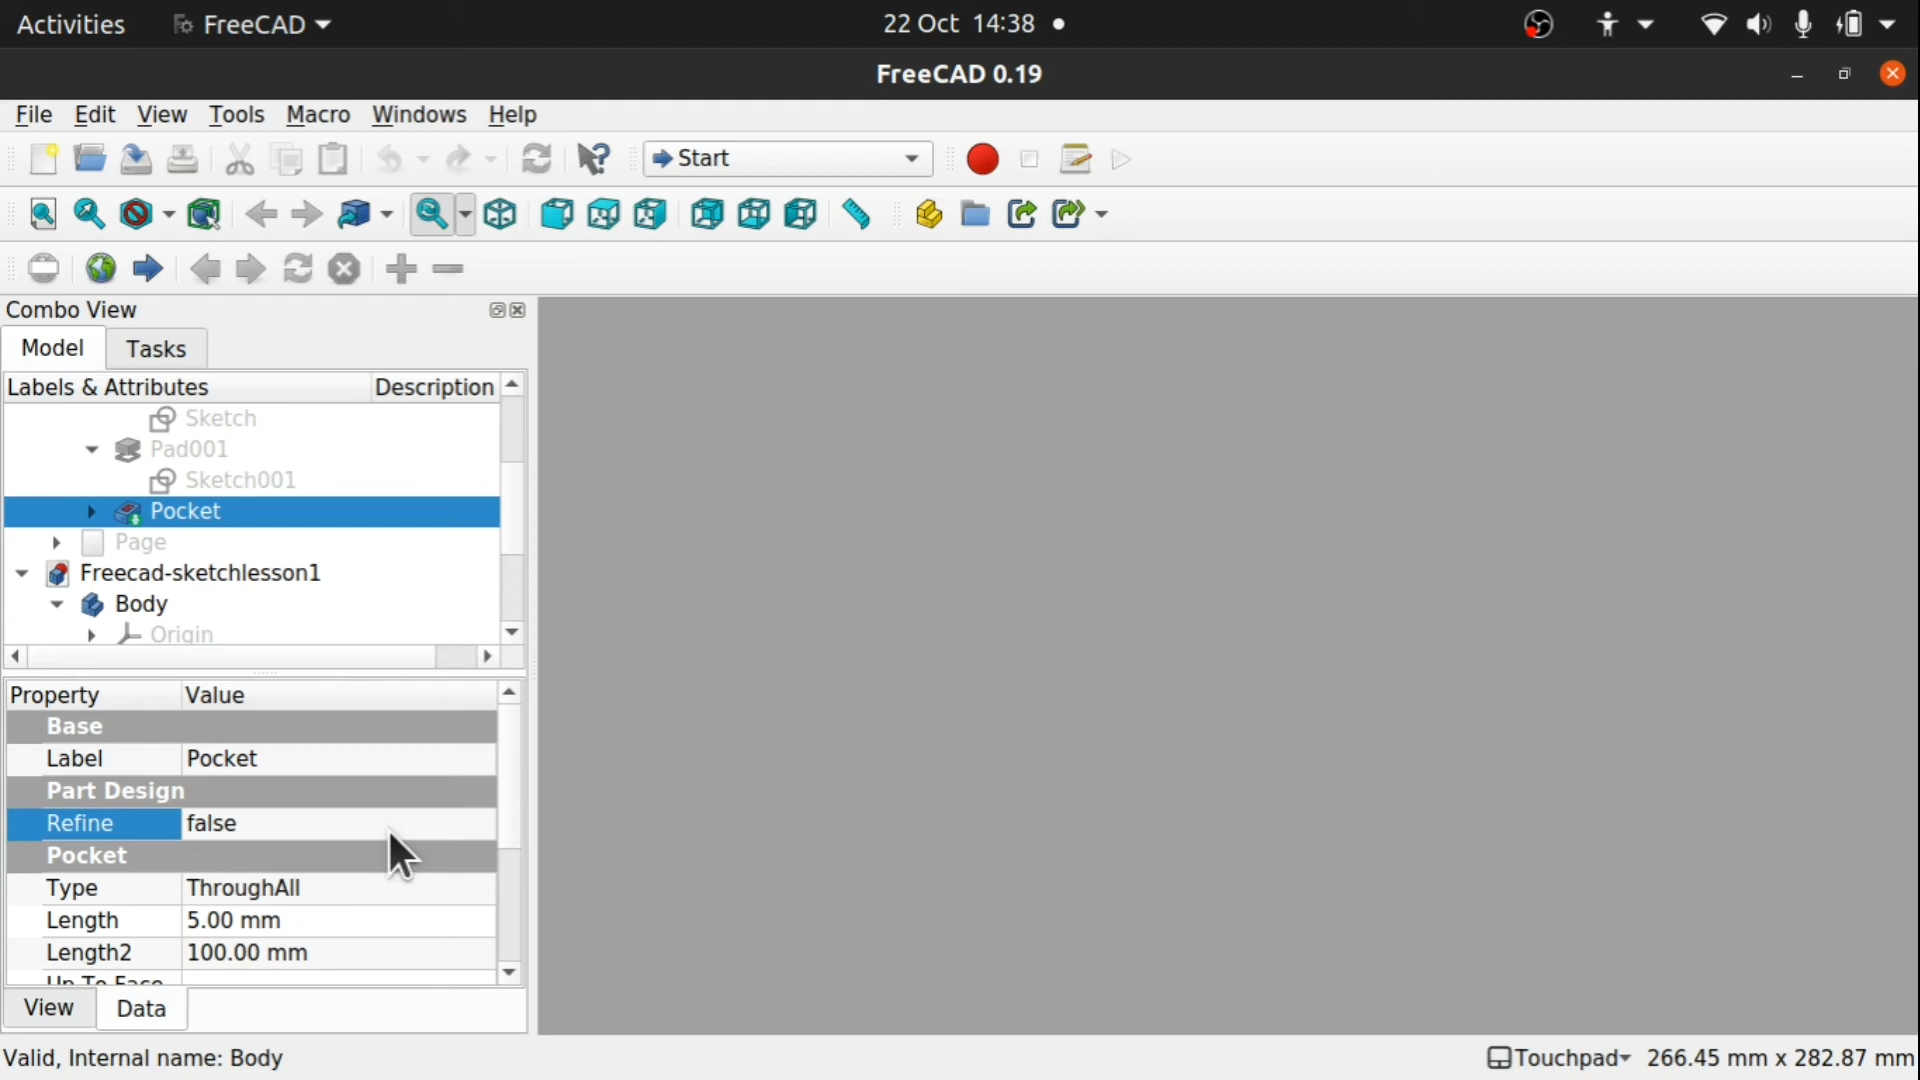 Activities FreeCAD 22 Oct 14:38
FreeCAD 0.19
File Edit View Tools Macro Windows Help
Start
Combo View
Model Tasks
Labels & Attributes Description
Sketch
Pad001
Sketch001
Pocket
Page
Freecad-sketchlesson1
Body
Origin
Property Value
Base
Label Pocket
Part Design
Refine false
Pocket
Type ThroughAll
Length 5.00 mm
Length2 100.00 mm
Up To Face
View Data
Valid, Internal name: Body Touchpad 266.45 mm x 282.87 mm